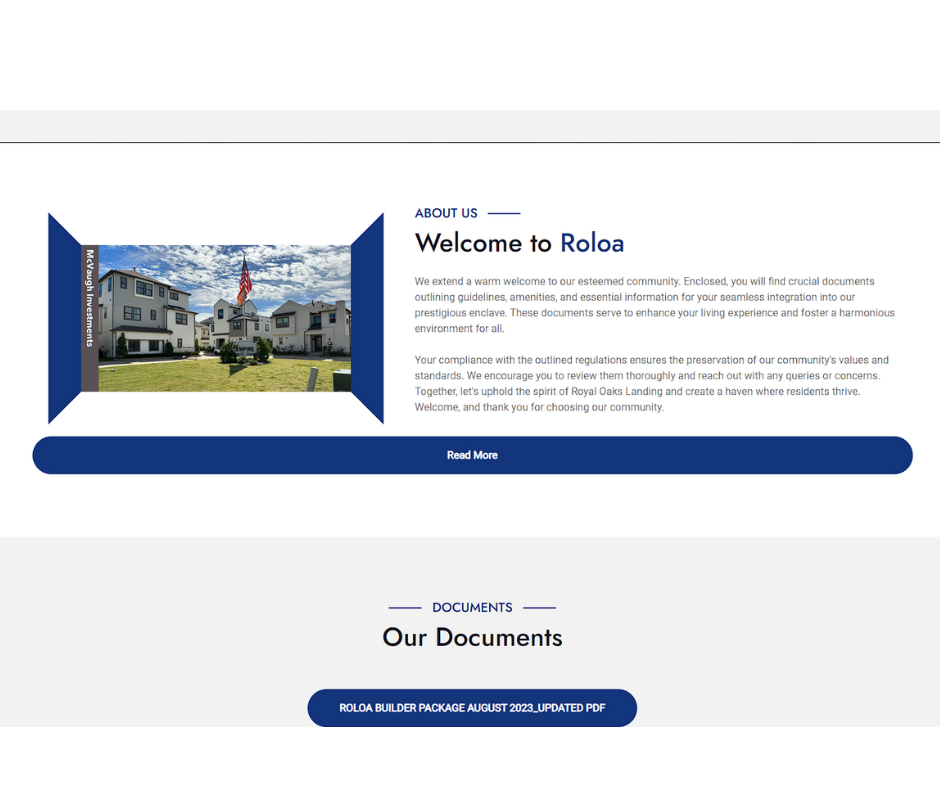 McVaugh Investments
ABOUT US
Welcome to Roloa
We extend a warm welcome to our esteemed community. Enclosed, you will find crucial documents
outlining guidelines, amenities, and essential information for your seamless integration into our
prestigious enclave. These documents serve to enhance your living experience and foster a harmonious
environment for all.
Your compliance with the outlined regulations ensures the preservation of our community's values and
standards. We encourage you to review them thoroughly and reach out with any queries or concerns.
Together, let's uphold the spirit of Royal Oaks Landing and create a haven where residents thrive.
Welcome, and thank you for choosing our community.
Read More
DOCUMENTS
Our Documents
ROLOA BUILDER PACKAGE AUGUST 2023_UPDATED PDF